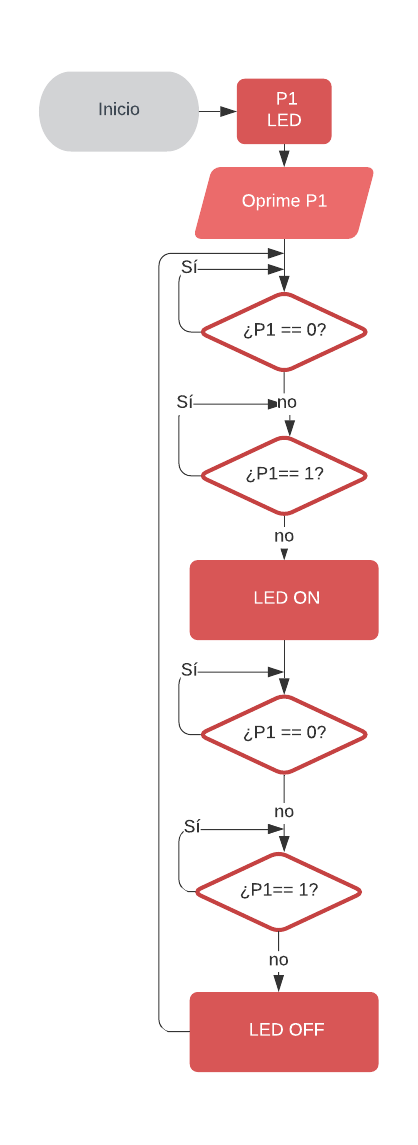 Inicio
P1
LED
Oprime P1
Sí
¿P1 == 0?
Sí
no
¿P1== 1?
no
LED ON
Sí
¿P1 == 0?
no
Sí
¿P1== 1?
no
LED OFF